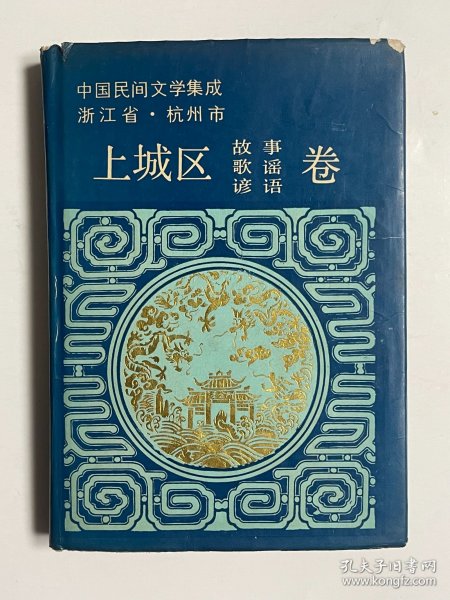 中国民间文学集成
浙江省·杭州市
上城区 故事 歌谣 谚语 卷
孔夫子旧书网
www.kongfz.com